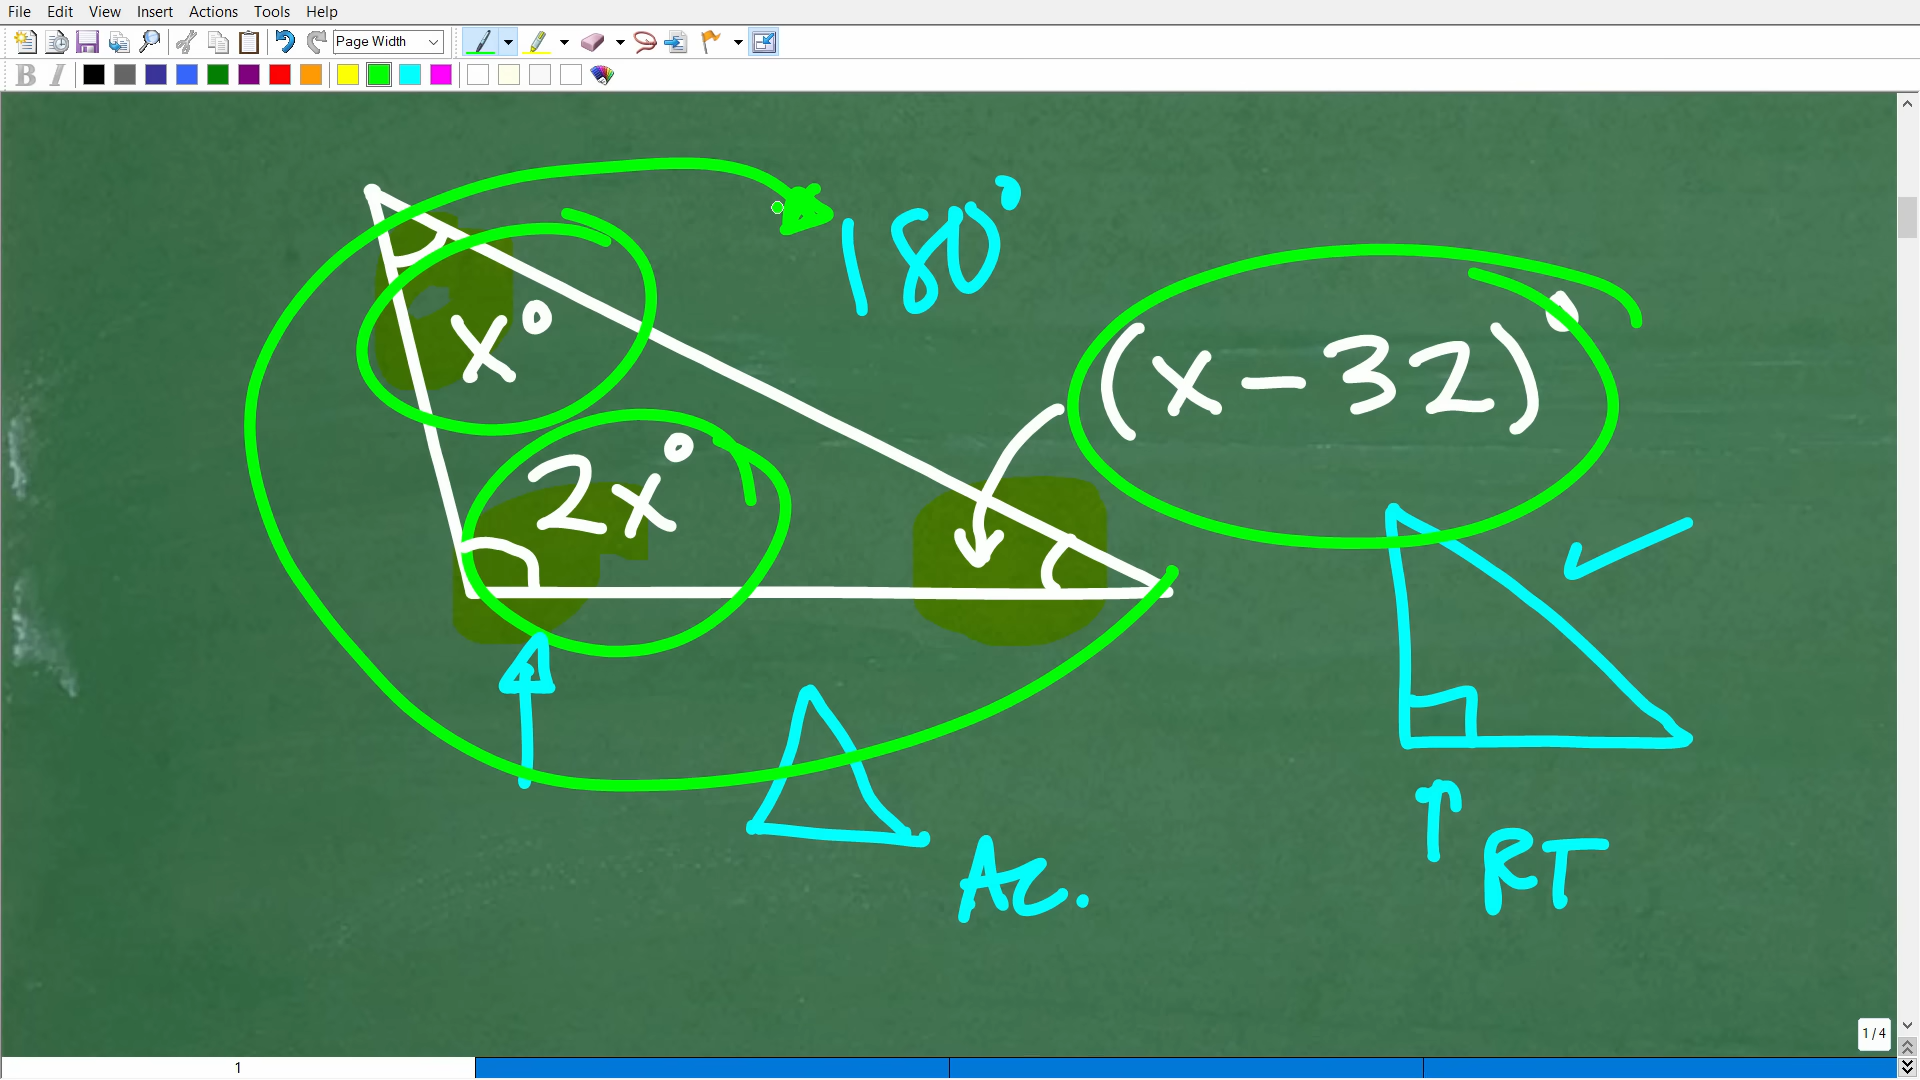 File Edit View Insert Actions Tools Help
Page Width
B I
180°
x°
(x-32)°
2x°
Ac.
RT
1/4
1